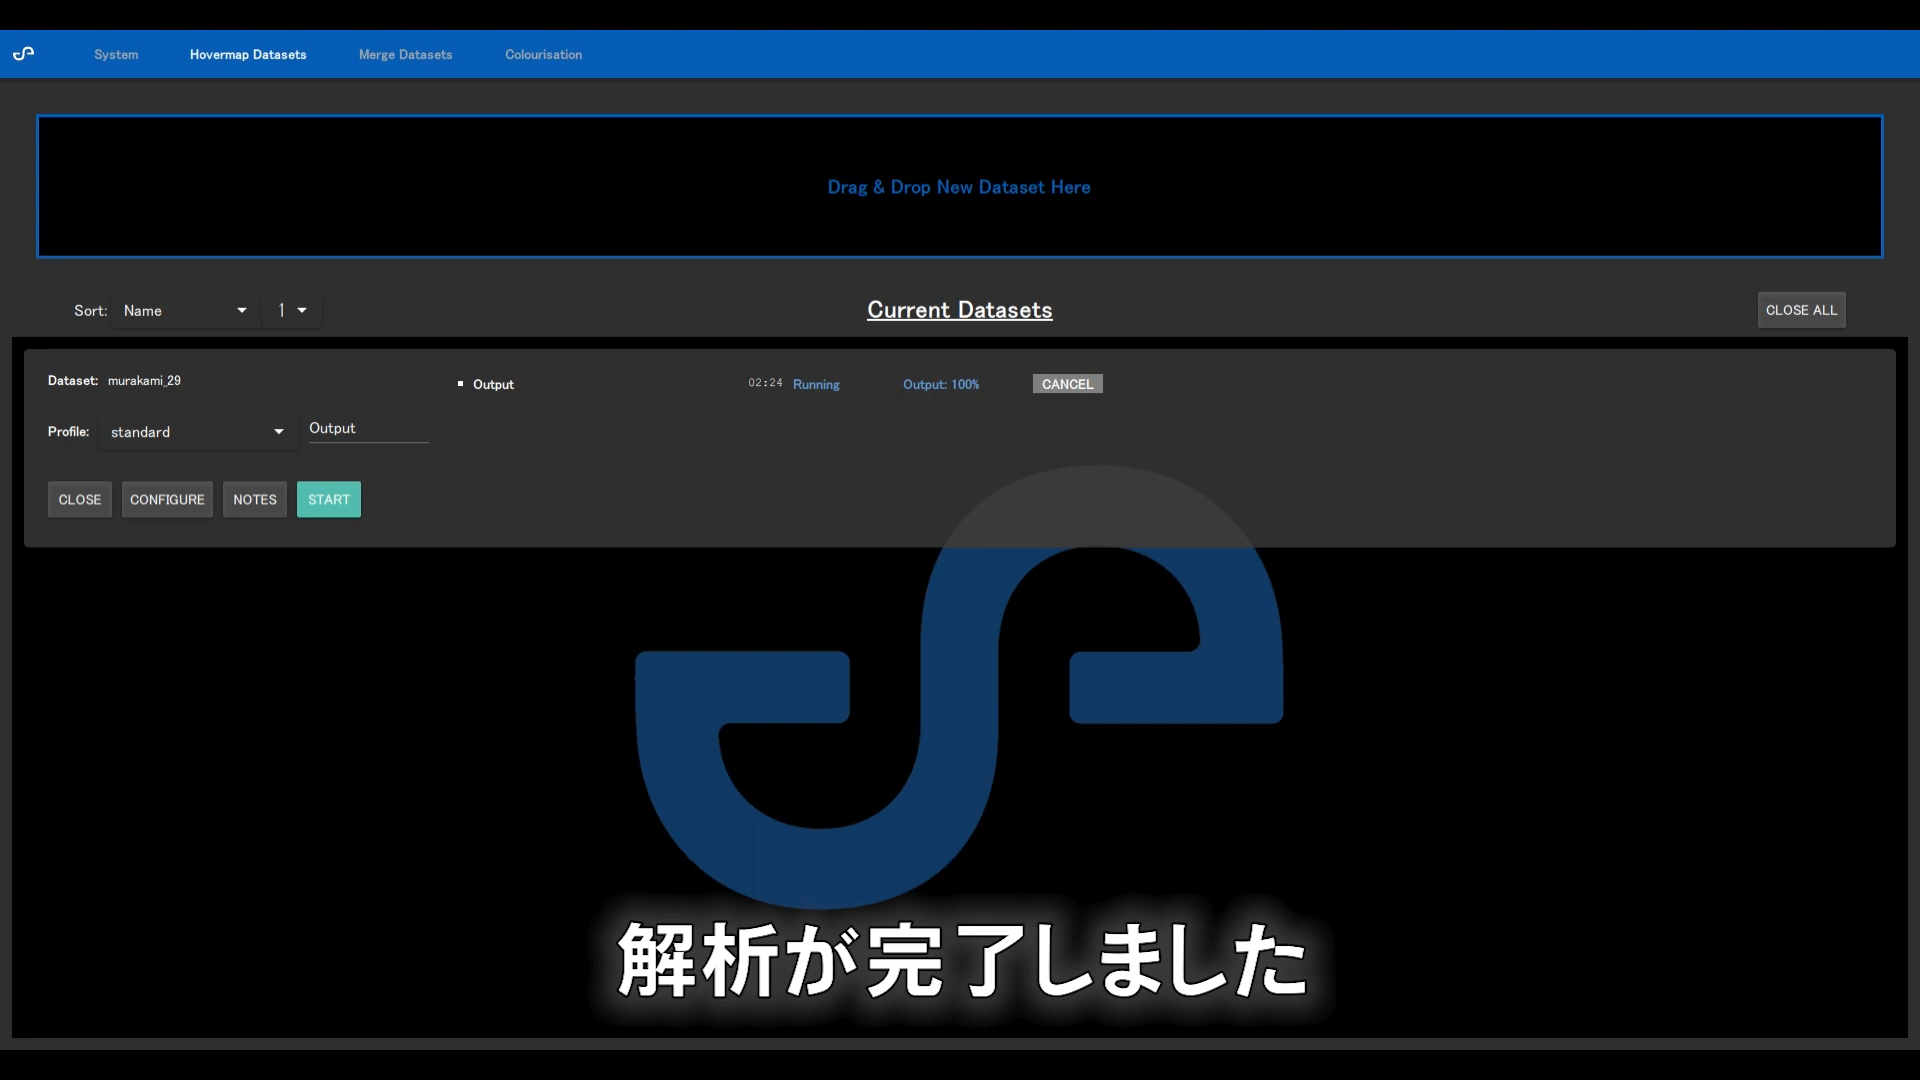 System Hovermap Datasets Merge Datasets Colourisation
Drag & Drop New Dataset Here
Sort: Name 1 Current Datasets CLOSE ALL
Dataset: murakami_29 Output 02:24 Running Output: 100% CANCEL
Profile: standard Output
CLOSE CONFIGURE NOTES START
解析が完了しました